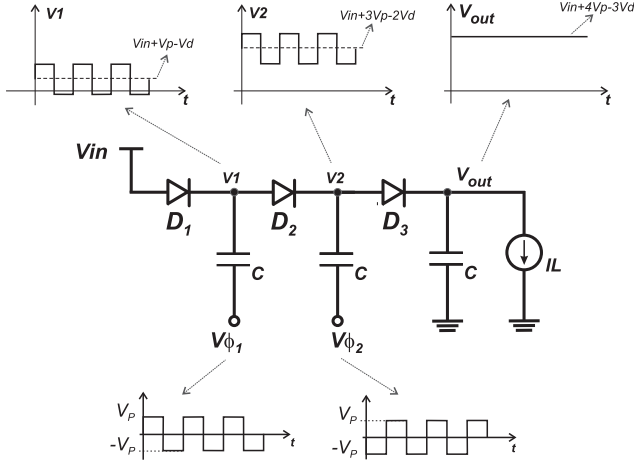 V1
Vin+Vp-Vd
t
V2
Vin+3Vp-2Vd
t
Vout
Vin+4Vp-3Vd
t
Vin
V1
V2
Vout
D1
D2
D3
C
C
C
IL
Vϕ1
Vϕ2
VP
-VP
t
VP
-VP
t